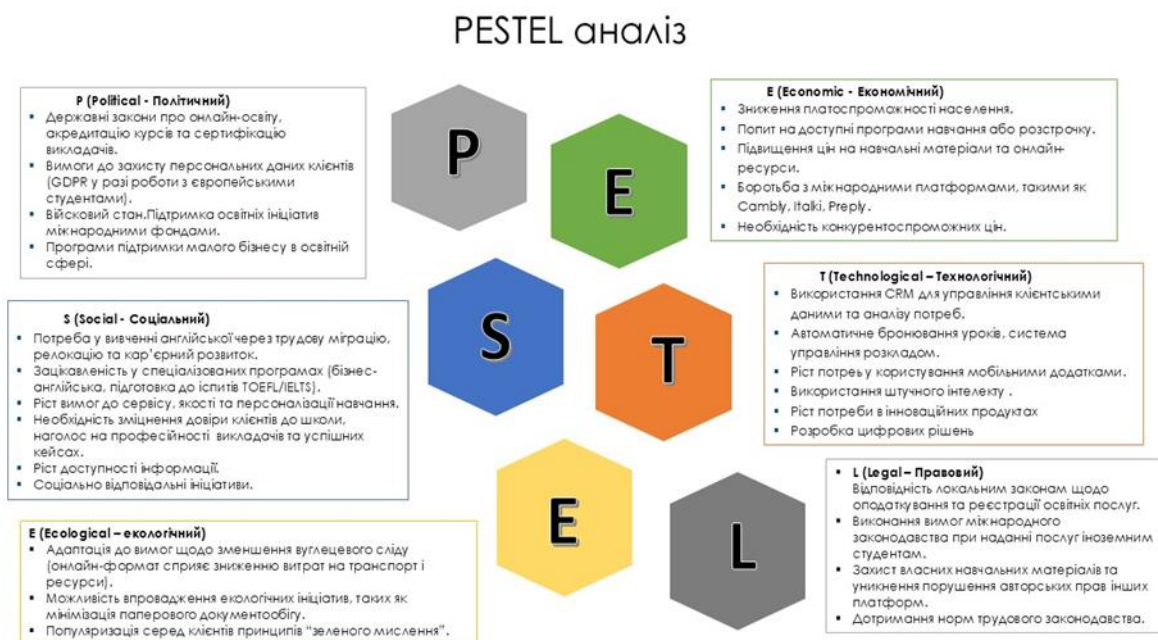 PESTEL аналіз
P (Political - Політичний)
Державні закони про онлайн-освіту,
акредитацію курсів та сертифікацію
викладачів.
Вимоги до захисту персональних даних клієнтів
(GDPR у разі роботи з європейськими
студентами).
Військовий стан.Підтримка освітніх ініціатив
міжнародними фондами.
Програми підтримки малого бізнесу в освітній
сфері.
P
E (Economic - Економічний)
Зниження платоспроможності населення.
Попит на доступні програми навчання або розстрочку.
Підвищення цін на навчальні матеріали та онлайн-
ресурси.
Боротьба з міжнародними платформами, такими як
Cambly, Italki, Preply.
Необхідність конкурентоспроможних цін.
E
S (Social - Соціальний)
Потреба у вивченні англійської через трудову міграцію,
релокацію та кар’єрний розвиток.
Зацікавленість у спеціалізованих програмах (бізнес-
англійська, підготовка до іспитів TOEFL/IELTS).
Ріст вимог до сервісу, якості та персоналізації навчання.
Необхідність зміцнення довіри клієнтів до школи,
наголос на професійності викладачів та успішних
кейсах.
Ріст доступності інформації.
Соціально відповідальні ініціативи.
S
T (Technological – Технологічний)
Використання CRM для управління клієнтськими
даними та аналізу потреб.
Автоматичне бронювання уроків, система
управління розкладом.
Ріст потреь у користування мобільними додатками.
Використання штучного інтелекту .
Ріст потреби в інноваційних продуктах
Розробка цифрових рішень
T
E (Ecological – екологічний)
Адаптація до вимог щодо зменшення вуглецевого сліду
(онлайн-формат сприяє зниженню витрат на транспорт і
ресурси).
Можливість впровадження екологічних ініціатив, таких як
мінімізація паперового документообігу.
Популяризація серед клієнтів принципів “зеленого мислення”.
E
L (Legal – Правовий)
Відповідність локальним законам щодо
оподаткування та реєстрації освітніх послуг.
Виконання вимог міжнародного
законодавства при наданні послуг іноземним
студентам.
Захист власних навчальних матеріалів та
уникнення порушення авторських прав інших
платформ.
Дотримання норм трудового законодавства.
L